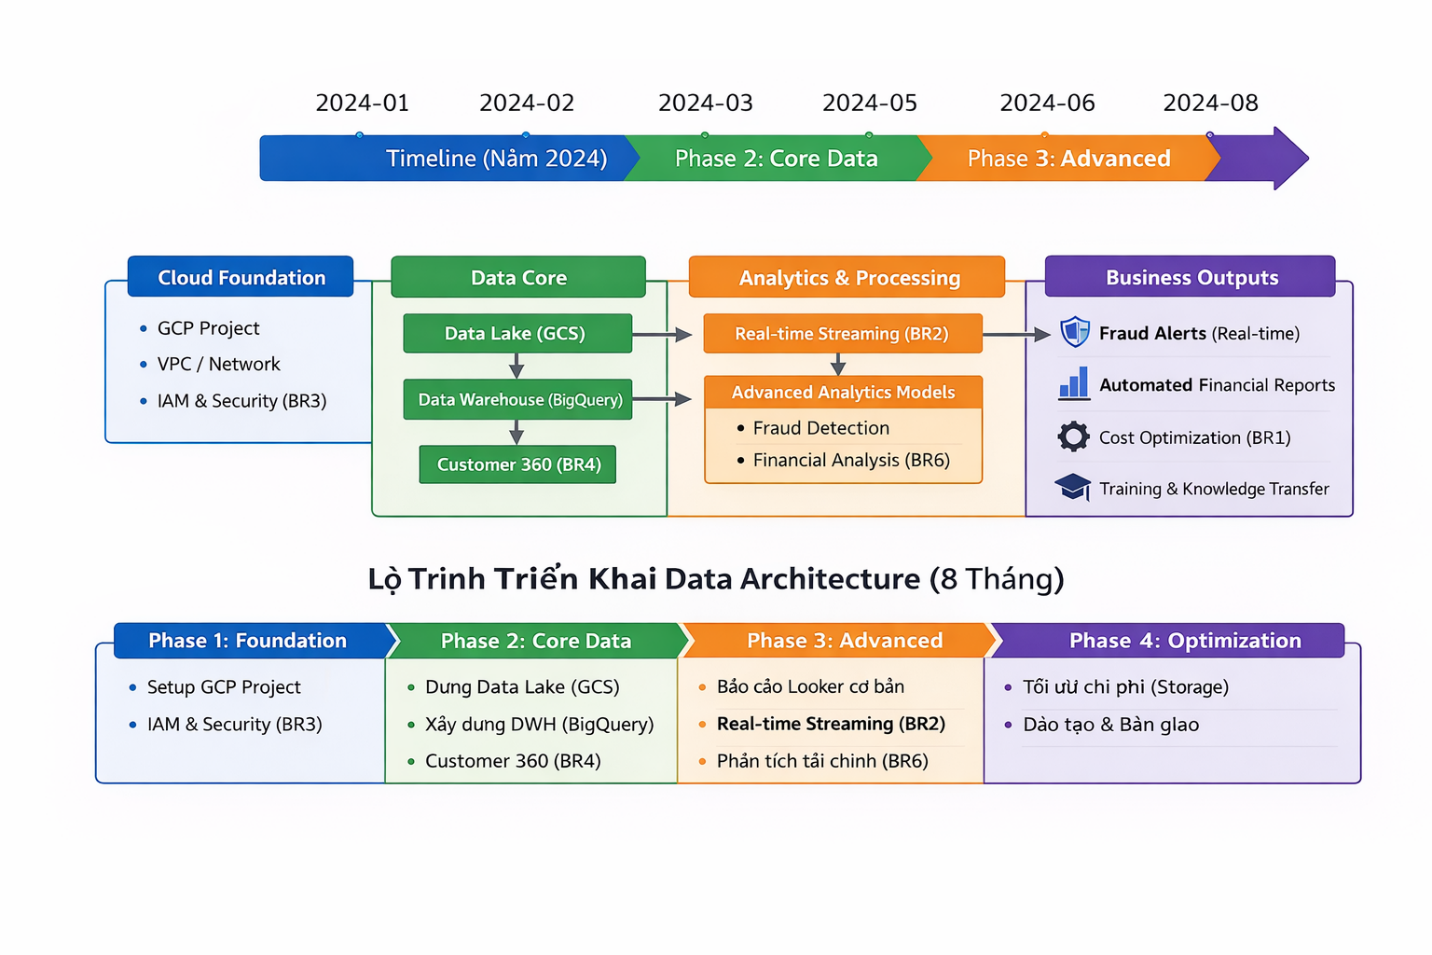 2024-01 2024-02 2024-03 2024-05 2024-06 2024-08
Timeline (Nằm 2024) Phase 2: Core Data Phase 3: Advanced
Cloud Foundation
GCP Project
VPC / Network
IAM & Security (BR3)
Data Core
Data Lake (GCS)
Data Warehouse (BigQuery)
Customer 360 (BR4)
Analytics & Processing
Real-time Streaming (BR2)
Advanced Analytics Models
Fraud Detection
Financial Analysis (BR6)
Business Outputs
Fraud Alerts (Real-time)
Automated Financial Reports
Cost Optimization (BR1)
Training & Knowledge Transfer
Lộ Trinh Triển Khai Data Architecture (8 Tháng)
Phase 1: Foundation
Setup GCP Project
IAM & Security (BR3)
Phase 2: Core Data
Dưng Data Lake (GCS)
Xây dung DWH (BigQuery)
Customer 360 (BR4)
Phase 3: Advanced
Bảo cảo Looker cơ bản
Real-time Streaming (BR2)
Phản tích tải chinh (BR6)
Phase 4: Optimization
Tối ưư chi phi (Storage)
Dào tạo & Bàn glao